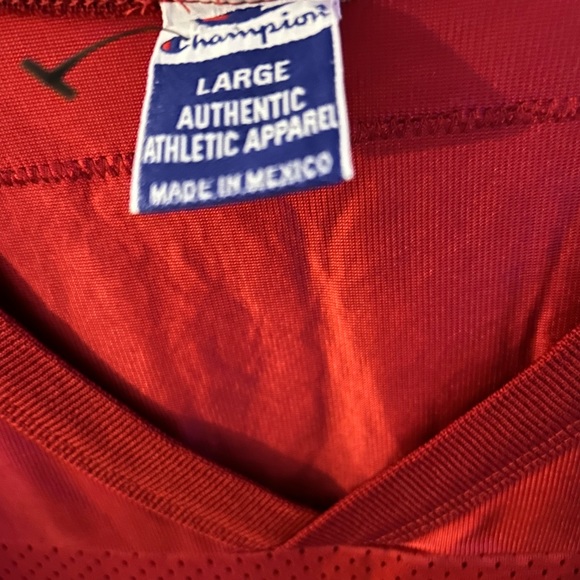 Champion
LARGE
AUTHENTIC
ATHLETIC APPAREL
MADE IN MEXICO